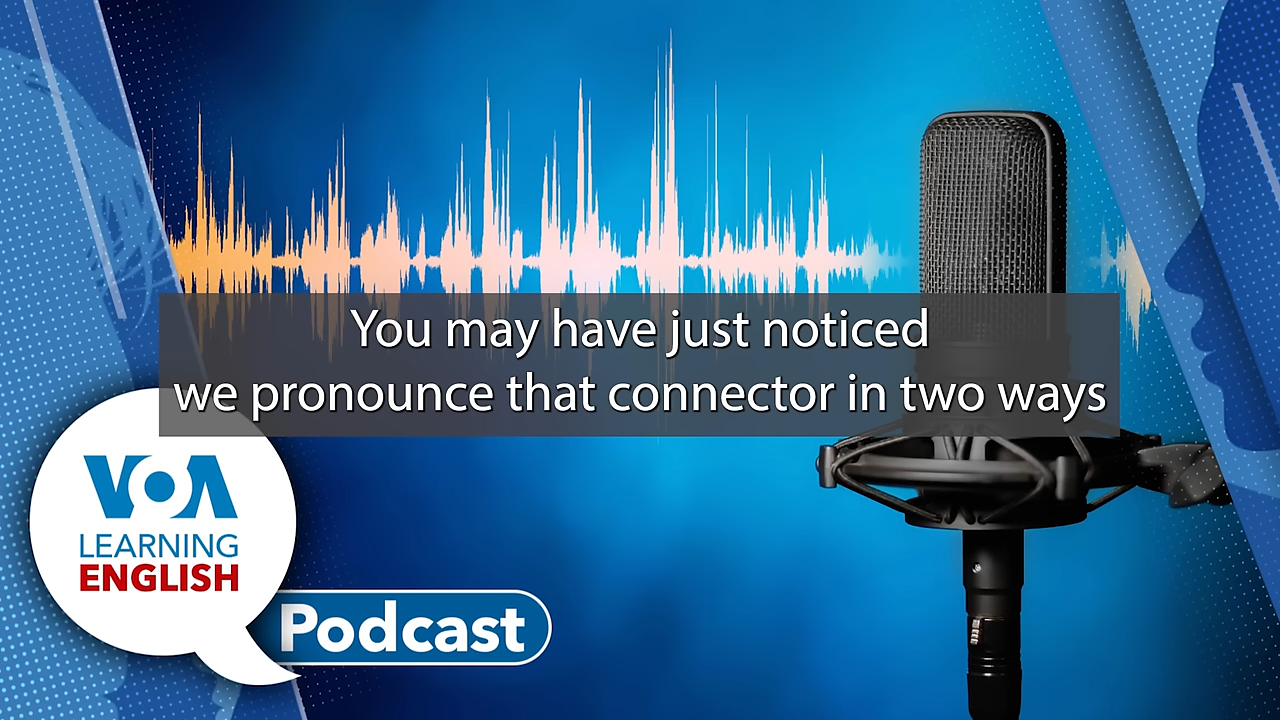 You may have just noticed
we pronounce that connector in two ways
VOA
LEARNING
ENGLISH
Podcast